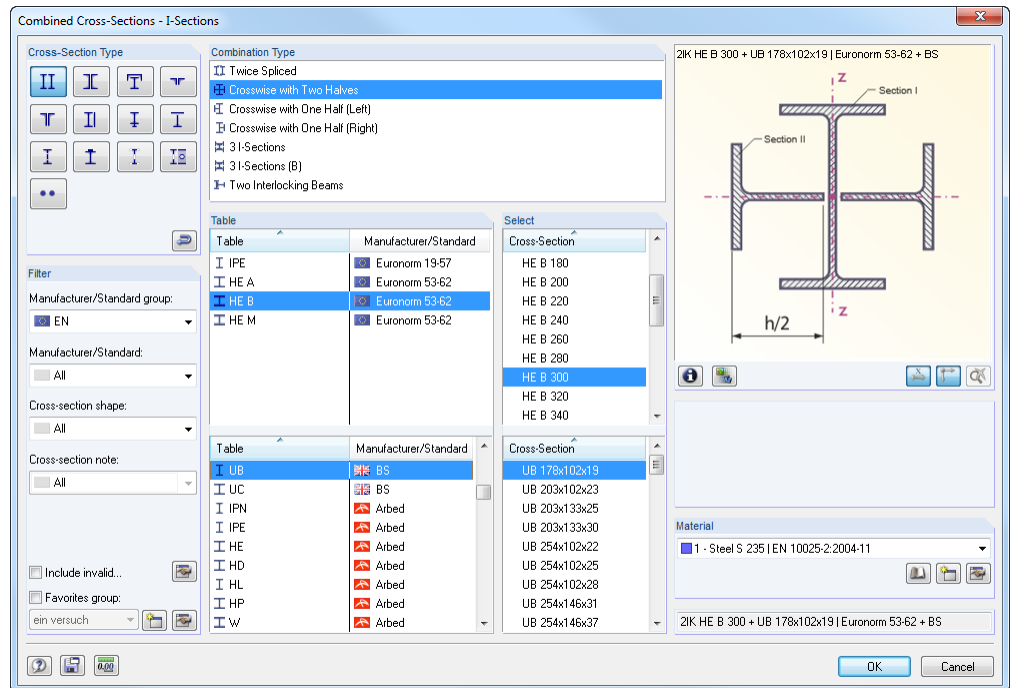 Combined Cross-Sections - I-Sections
Cross-Section Type
Combination Type
Twice Spliced
Crosswise with Two Halves
Crosswise with One Half (Left)
Crosswise with One Half (Right)
3 I-Sections
3 I-Sections (B)
Two Interlocking Beams
2IK HE B 300 + UB 178x102x19 | Euronorm 53-62 + BS
z
Section I
Section II
z
h/2
Filter
Manufacturer/Standard group:
EN
Manufacturer/Standard:
All
Cross-section shape:
All
Cross-section note:
All
Include invalid...
Favorites group:
ein versuch
Table
Table Manufacturer/Standard
IPE Euronorm 19-57
HE A Euronorm 53-62
HE B Euronorm 53-62
HE M Euronorm 53-62
Select
Cross-Section
HE B 180
HE B 200
HE B 220
HE B 240
HE B 260
HE B 280
HE B 300
HE B 320
HE B 340
Table Manufacturer/Standard
UB BS
UC BS
IPN Arbed
IPE Arbed
HE Arbed
HD Arbed
HL Arbed
HP Arbed
W Arbed
Cross-Section
UB 178x102x19
UB 203x102x23
UB 203x133x25
UB 203x133x30
UB 254x102x22
UB 254x102x25
UB 254x102x28
UB 254x146x31
UB 254x146x37
Material
1 - Steel S 235 | EN 10025-2:2004-11
2IK HE B 300 + UB 178x102x19 | Euronorm 53-62 + BS
0.00
OK
Cancel